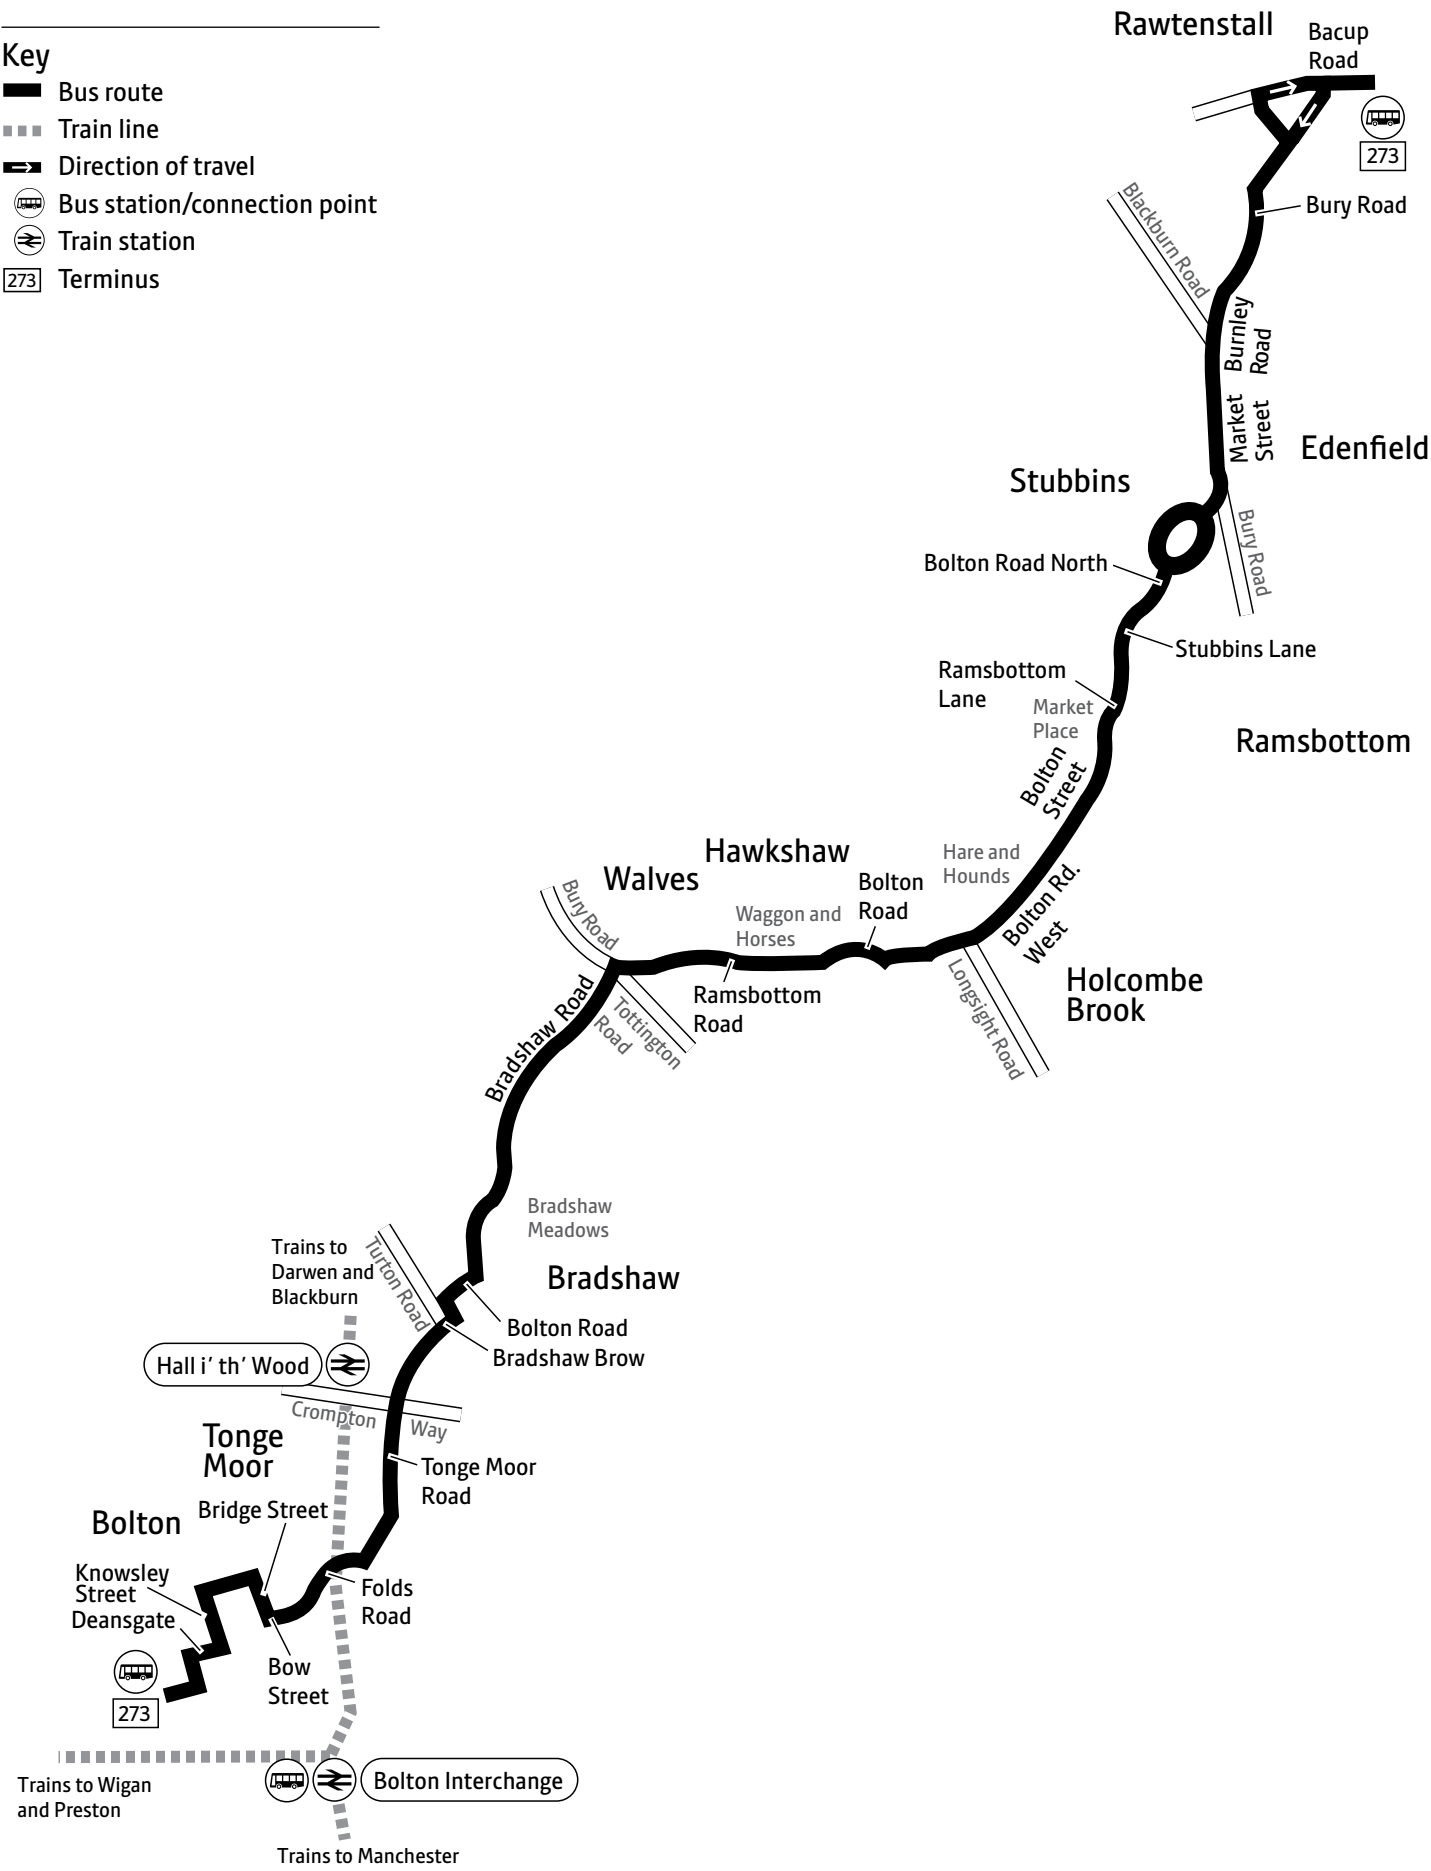 Key
Bus route
Train line
Direction of travel
Bus station/connection point
Train station
273 Terminus
Rawtenstall
Bacup
Road
273
Bury Road
Blackburn Road
Burnley
Road
Market
Street
Edenfield
Stubbins
Bury Road
Bolton Road North
Stubbins Lane
Ramsbottom
Lane
Market
Place
Ramsbottom
Bolton
Street
Hawkshaw
Walves
Hare and
Hounds
Bolton
Road
Bury Road
Waggon and
Horses
Bolton Rd.
West
Holcombe
Brook
Longsight Road
Ramsbottom
Road
Tottington
Road
Bradshaw Road
Bradshaw
Meadows
Trains to
Darwen and
Blackburn
Turton Road
Bradshaw
Bolton Road
Bradshaw Brow
Hall i’ th’ Wood
Crompton Way
Tonge
Moor
Tonge Moor
Road
Bridge Street
Bolton
Knowsley
Street
Deansgate
Folds
Road
Bow
Street
273
Bolton Interchange
Trains to Wigan
and Preston
Trains to Manchester